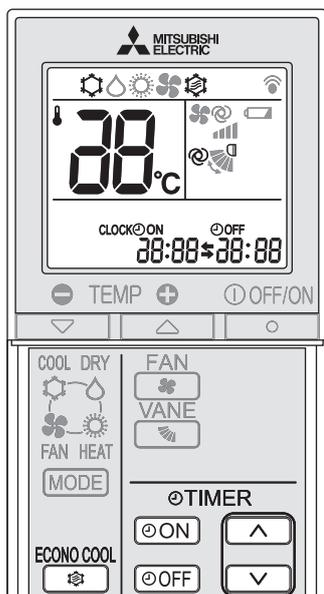 MITSUBISHI
ELECTRIC
88°C
CLOCK ON OFF
88:88 88:88
TEMP OFF/ON
COOL DRY
FAN HEAT
MODE
ECONO COOL
FAN
VANE
TIMER
ON
OFF